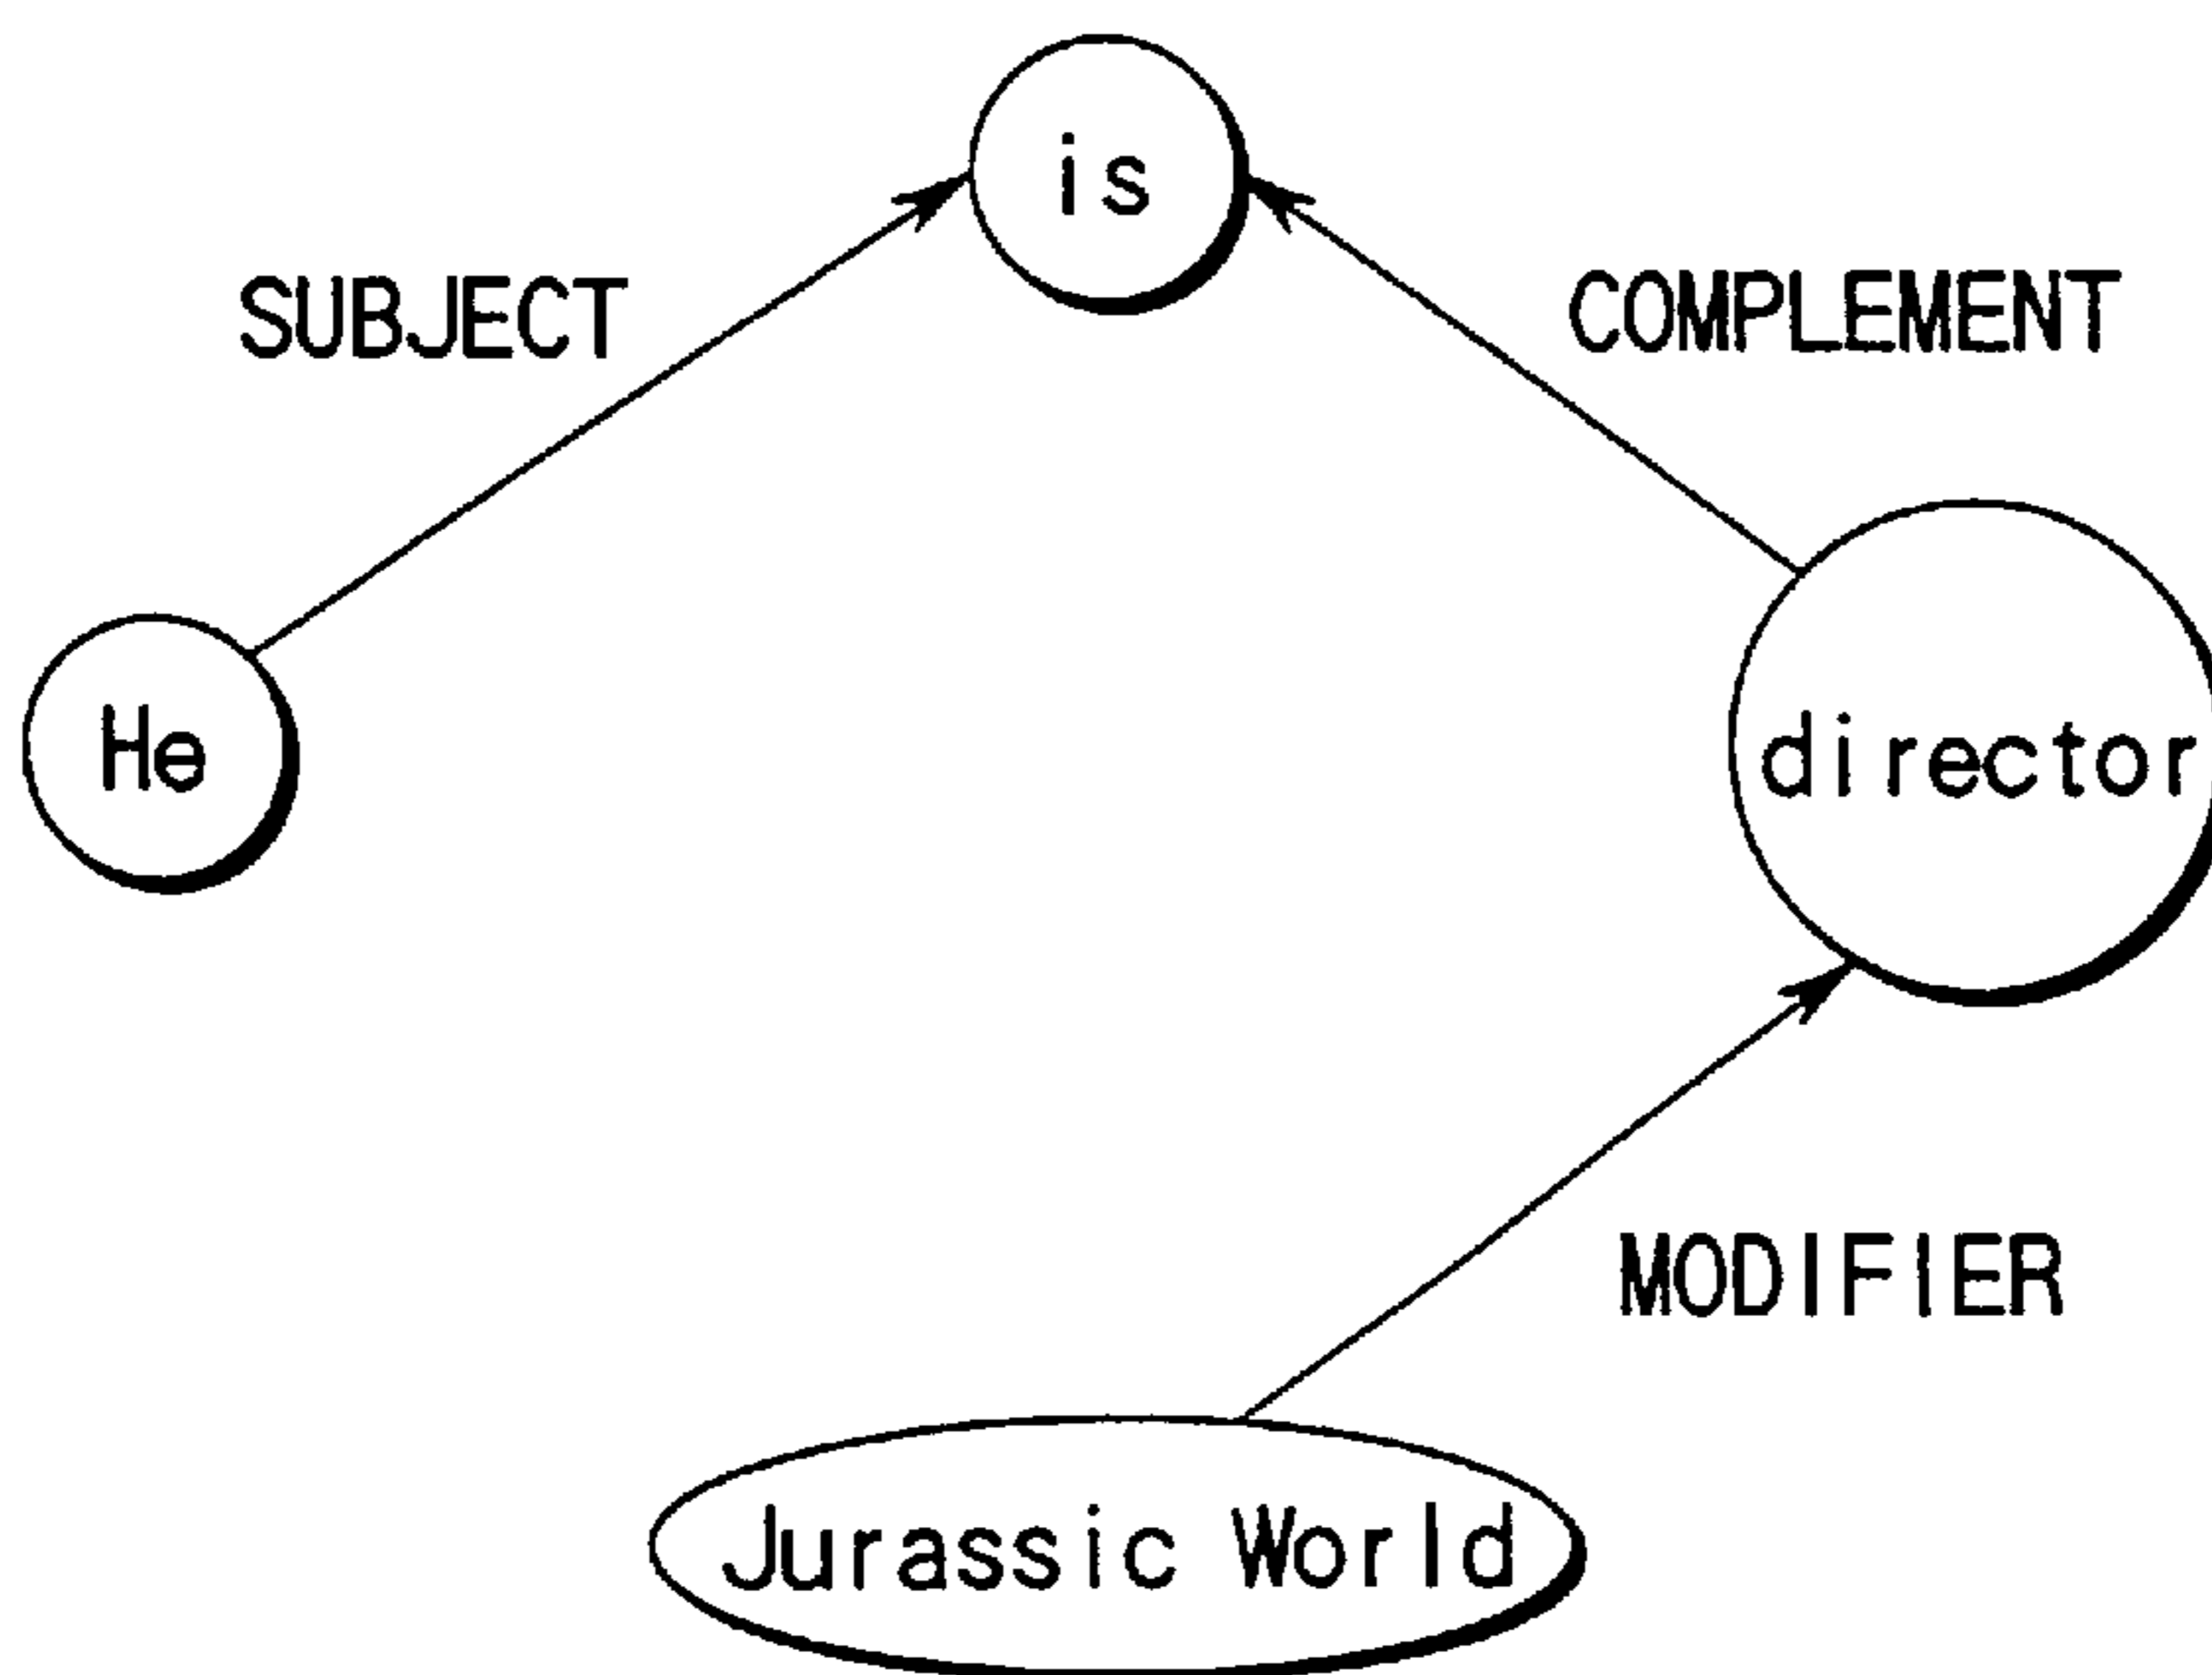 is
SUBJECT
COMPLEMENT
He
director
MODIFIER
Jurassic World